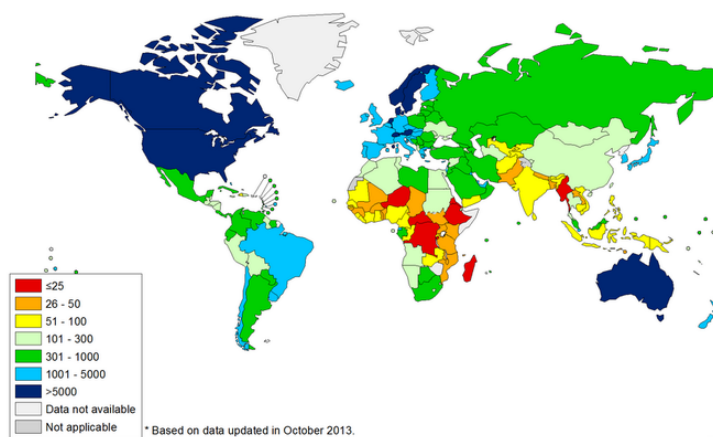 ≤25
26 - 50
51 - 100
101 - 300
301 - 1000
1001 - 5000
>5000
Data not available
Not applicable
* Based on data updated in October 2013.